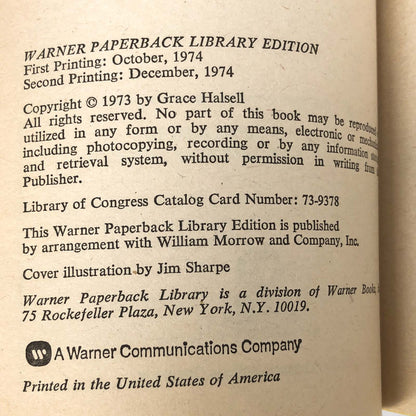 WARNER PAPERBACK LIBRARY EDITION
First Printing: October, 1974
Second Printing: December, 1974
Copyright © 1973 by Grace Halsell
All rights reserved. No part of this book may be reproduced
utilized in any form or by any means, electronic or
including photocopying, recording or by any information
and retrieval system, without permission in writing from
Publisher.
Library of Congress Catalog Card Number: 73-9378
This Warner Paperback Library Edition is published
by arrangement with William Morrow and Company, Inc.
Cover illustration by Jim Sharpe
Warner Paperback Library is a division of Warner Books,
75 Rockefeller Plaza, New York, N.Y. 10019.
A Warner Communications Company
Printed in the United States of America